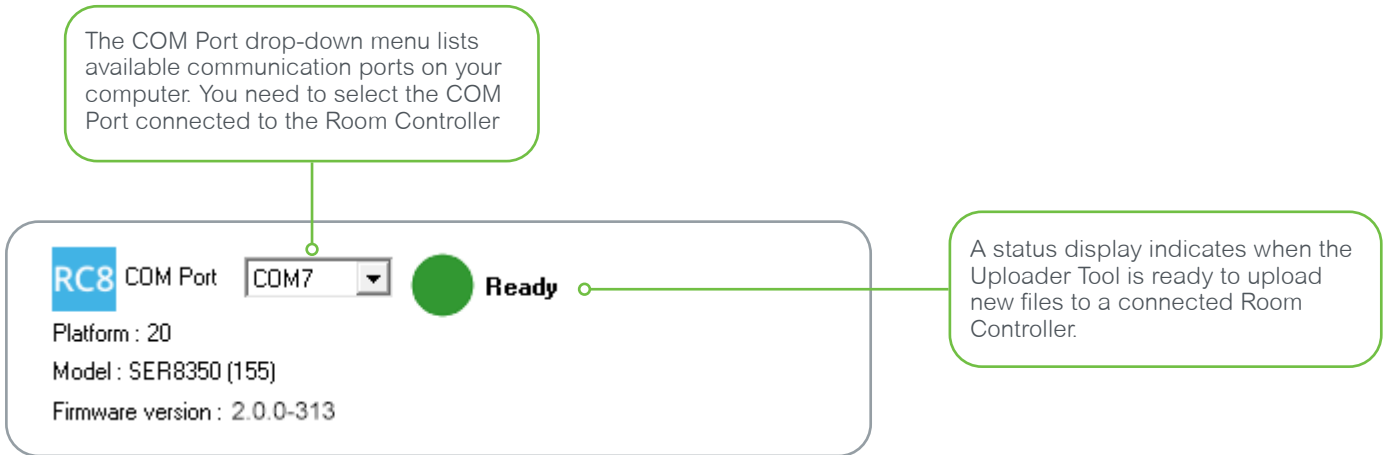 The COM Port drop-down menu lists
available communication ports on your
computer. You need to select the COM
Port connected to the Room Controller
RC8 COM Port COM7 Ready
Platform : 20
Model : SER8350 (155)
Firmware version : 2.0.0-313
A status display indicates when the
Uploader Tool is ready to upload
new files to a connected Room
Controller.